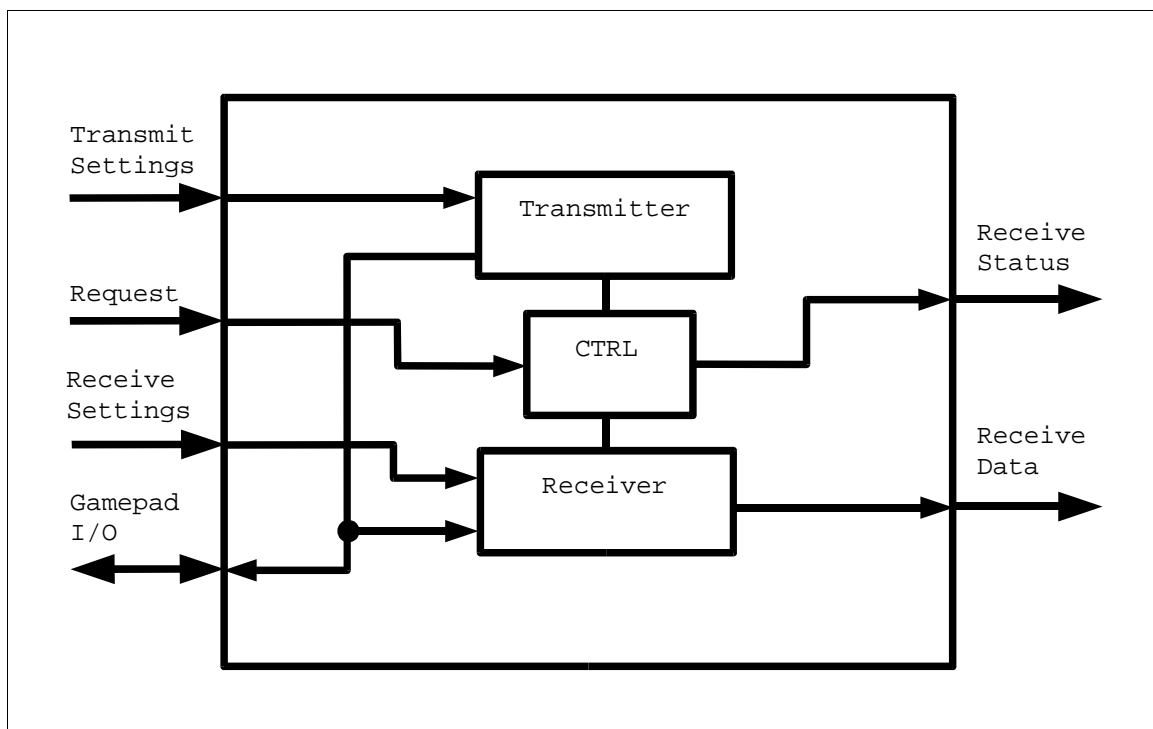 Transmit
Settings
Transmitter
Receive
Status
Request
CTRL
Receive
Settings
Receive
Data
Receiver
Gamepad
I/O